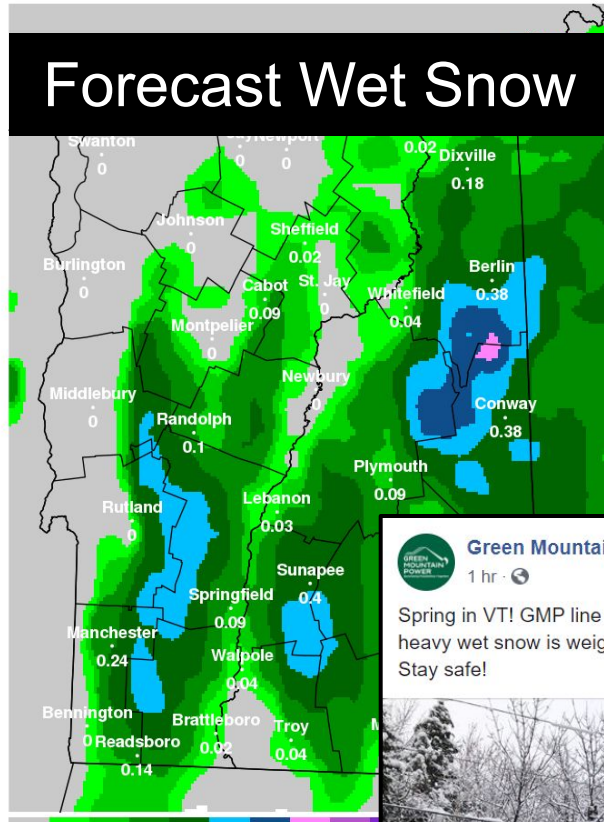 Forecast Wet Snow
Swanton
0
Newport
0
0
0.02
Dixville
0.18
Johnson
0
Sheffield
0.02
Burlington
0
Cabot
0.09
St. Jay
0
Berlin
0.38
Whitefield
0.04
Montpelier
0
Newbury
0
Middlebury
0
Conway
0.38
Randolph
0.1
Plymouth
0.09
Rutland
0
Lebanon
0.03
Sunapee
0.4
Springfield
0.09
Manchester
0.24
Walpole
0.04
Bennington
0
Readsboro
0.14
Brattleboro
0.02
Troy
0.04
M
GREEN
MOUNTAIN
POWER
Green Mountai
1 hr
Spring in VT! GMP line
heavy wet snow is weig
Stay safe!